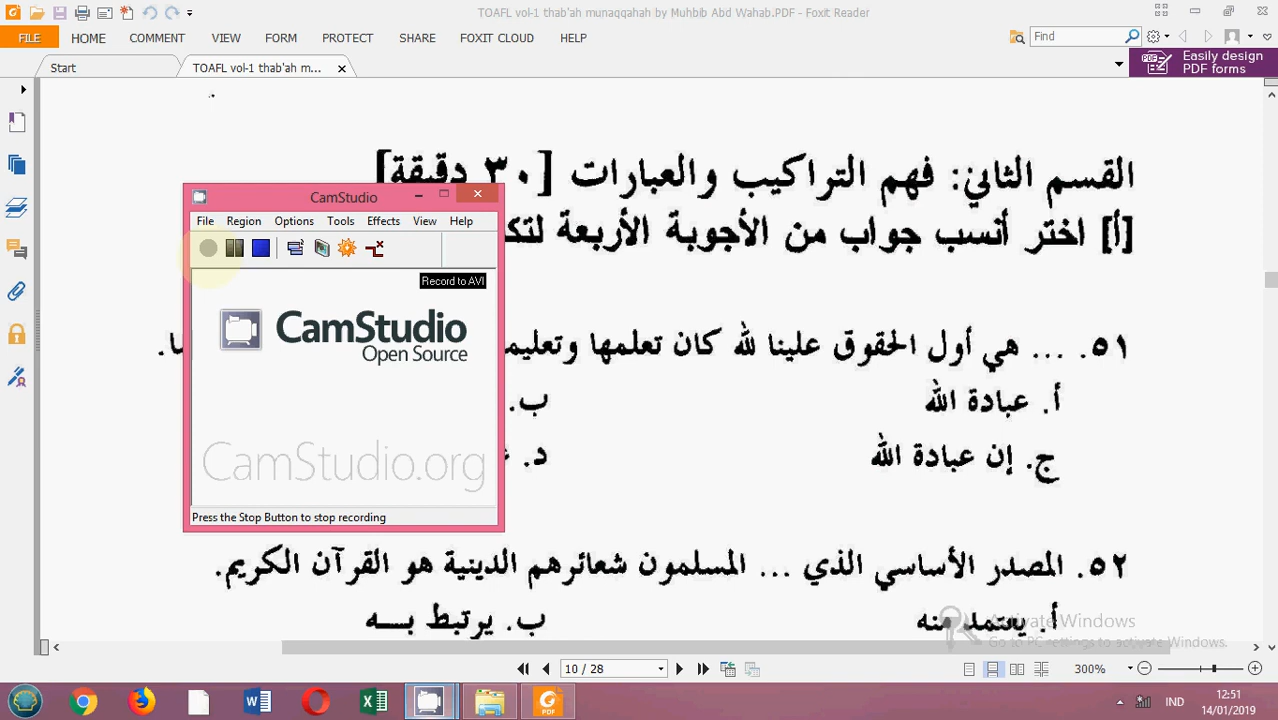 TOAFL vol-1 thab'ah munaqqahah by Muhbib Abd Wahab.PDF - Foxit Reader
FILE HOME COMMENT VIEW FORM PROTECT SHARE FOXIT CLOUD HELP
Find
Start
TOAFL vol-1 thab'ah m...
Easily design
PDF forms
القسم الثاني: فهم التراكيب والعبارات [٣٠ دقيقة]
[أ] اختر أنسب جواب من الأجوبة الأربعة
CamStudio
File Region Options Tools Effects View Help
Record to AVI
CamStudio
Open Source
CamStudio.org
Press the Stop Button to stop recording
٥١. ... هي أول الحقوق علينا لله كان تعلمها
أ. عبادة الله
ب.
ج. إن عبادة الله
د.
٥٢. المصدر الأساسي الذي ... المسلمون شعائرهم الدينية هو القرآن الكريم.
أ. يعتمد منه
ب. يرتبط بـه
Activate Windows
Go to PC settings to activate Windows.
10 / 28
300%
IND
12:51
14/01/2019